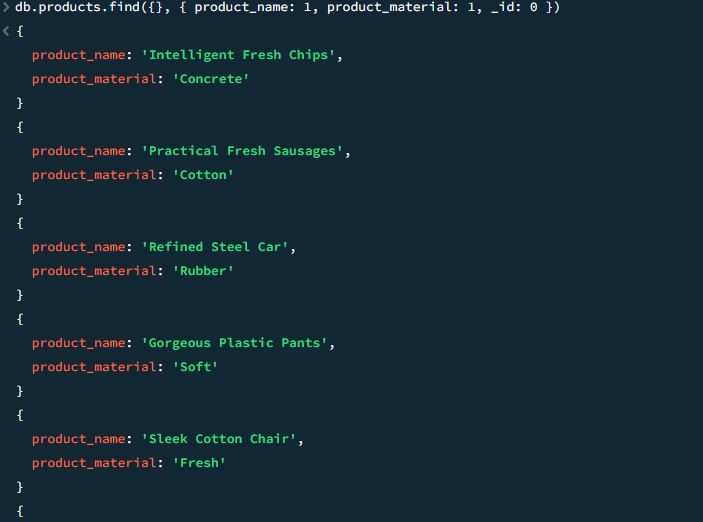 > db.products.find({}, { product_name: 1, product_material: 1, _id: 0 })
< {
product_name: 'Intelligent Fresh Chips',
product_material: 'Concrete'
}
{
product_name: 'Practical Fresh Sausages',
product_material: 'Cotton'
}
{
product_name: 'Refined Steel Car',
product_material: 'Rubber'
}
{
product_name: 'Gorgeous Plastic Pants',
product_material: 'Soft'
}
{
product_name: 'Sleek Cotton Chair',
product_material: 'Fresh'
}
{